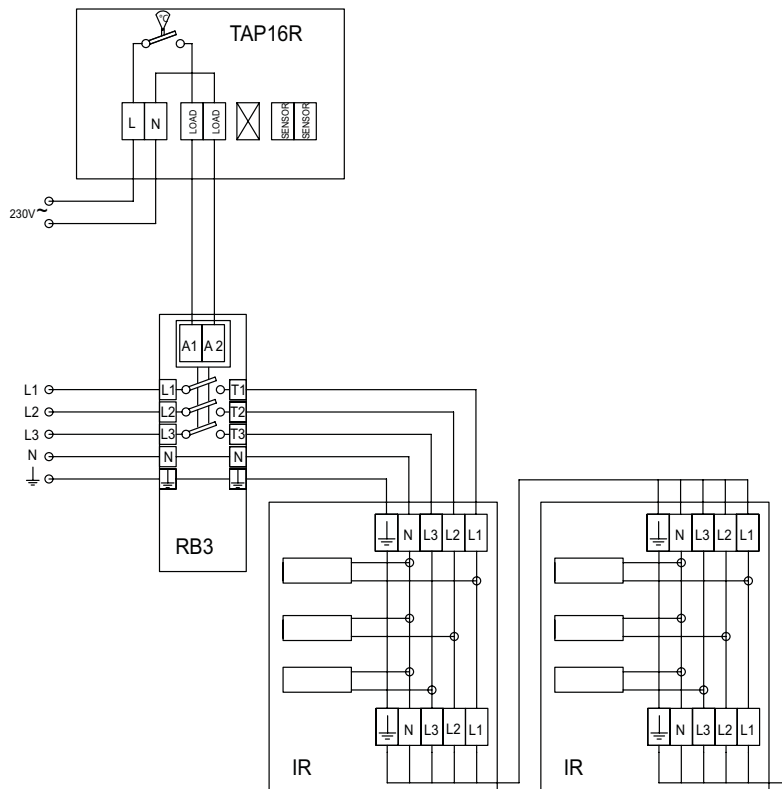 °C
TAP16R
L N LOAD LOAD SENSOR SENSOR
230V~
A1 A2
L1 L1 T1
L2 L2 T2
L3 L3 T3
N N N
RB3
N L3 L2 L1
N L3 L2 L1
N L3 L2 L1
N L3 L2 L1
IR
IR